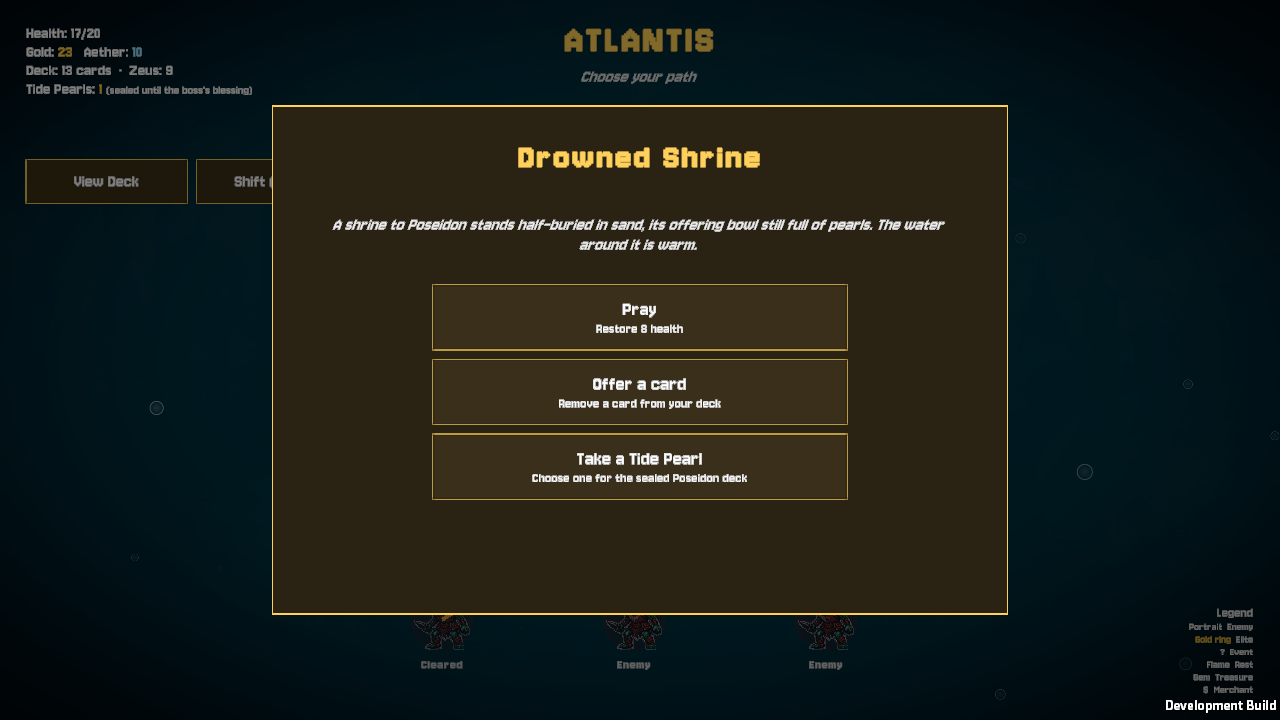 Health: 17/20
Gold: 23 Aether: 10
Deck: 13 cards · Zeus: 9
Tide Pearls: 1 (sealed until the boss's blessing)
ATLANTIS
Choose your path
View Deck
Shift
Drowned Shrine
A shrine to Poseidon stands half-buried in sand, its offering bowl still full of pearls. The water
around it is warm.
Pray
Restore 8 health
Offer a card
Remove a card from your deck
Take a Tide Pearl
Choose one for the sealed Poseidon deck
Cleared
Enemy
Enemy
Legend
Portrait Enemy
Gold ring Elite
? Event
Flame Rest
Gem Treasure
$ Merchant
Development Build